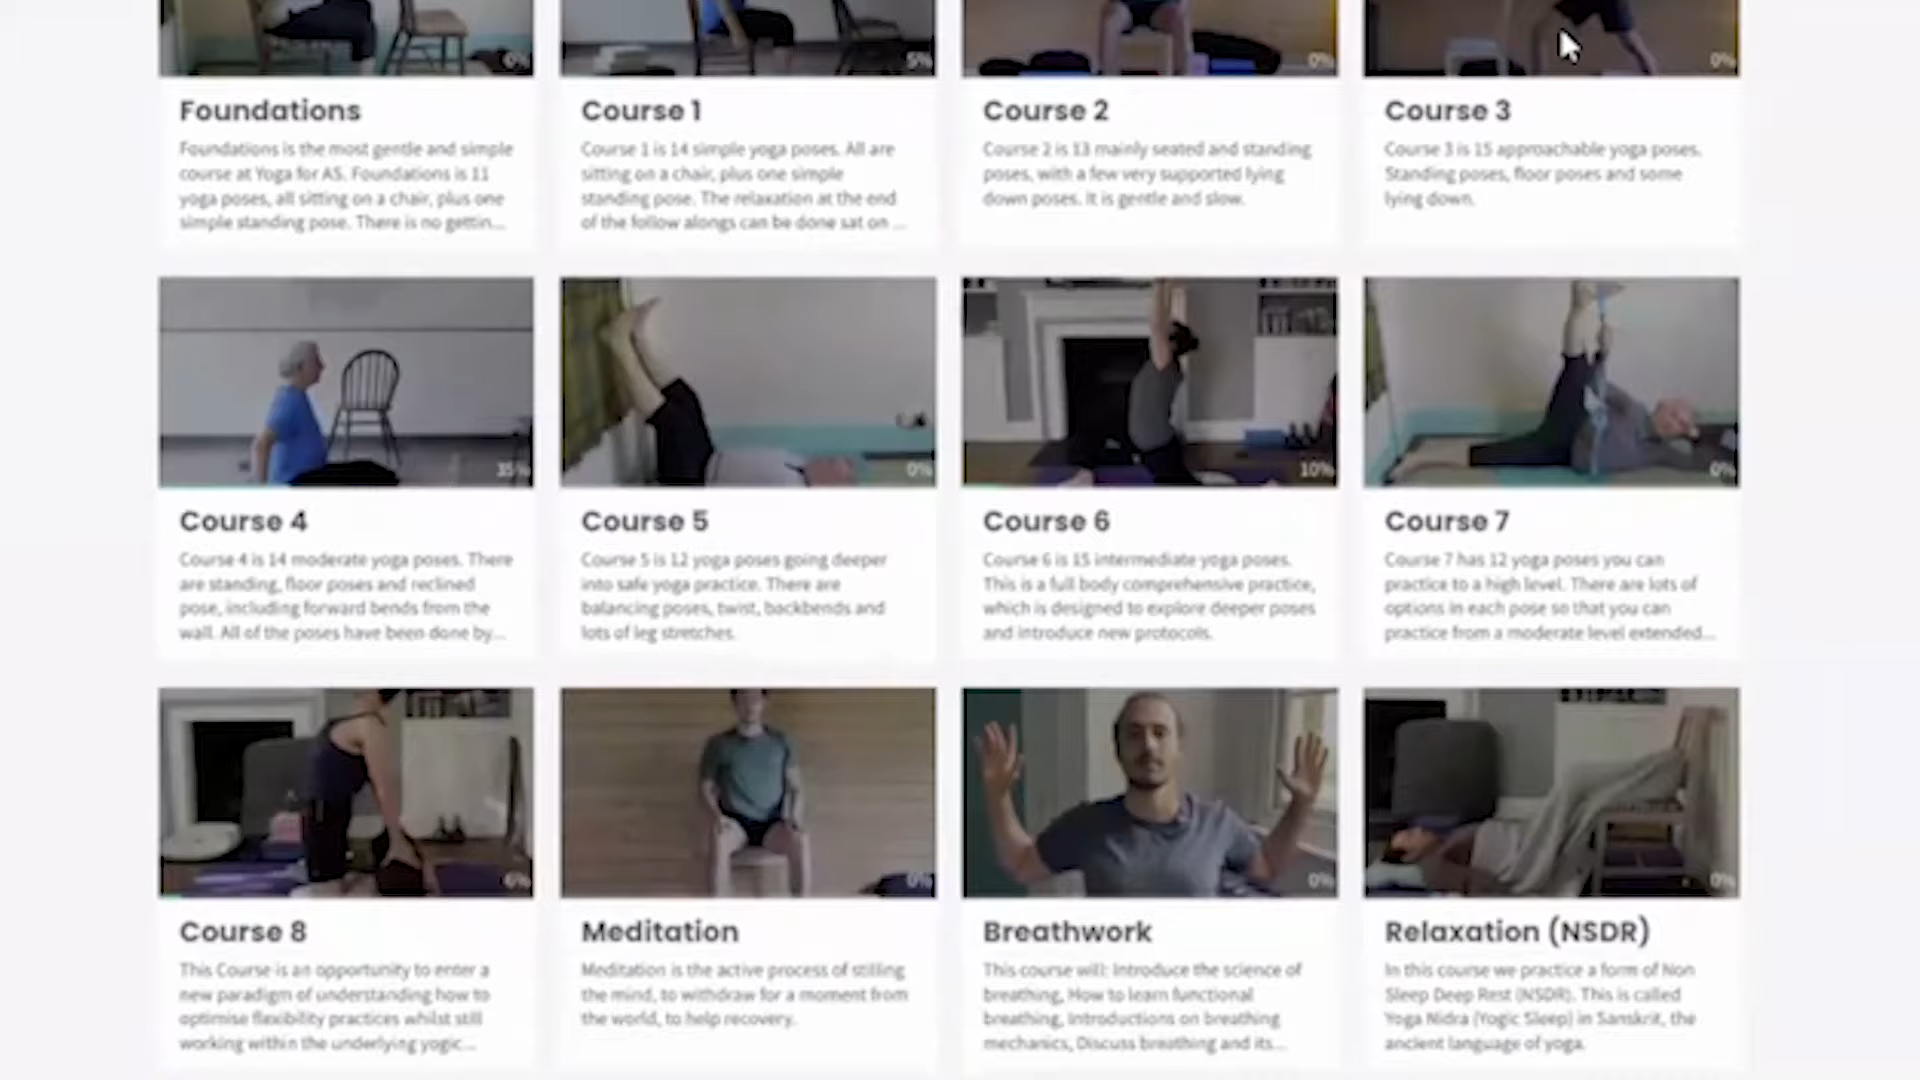 0%
5%
0%
0%
Foundations
Foundations is the most gentle and simple
course at Yoga for AS. Foundations is 11
yoga poses, all sitting on a chair, plus one
simple standing pose. There is no gettin...
Course 1
Course 1 is 14 simple yoga poses. All are
sitting on a chair, plus one simple
standing pose. The relaxation at the end
of the follow alongs can be done sat on ...
Course 2
Course 2 is 13 mainly seated and standing
poses, with a few very supported lying
down poses. It is gentle and slow.
Course 3
Course 3 is 15 approachable yoga poses.
Standing poses, floor poses and some
lying down.
35%
0%
10%
0%
Course 4
Course 4 is 14 moderate yoga poses. There
are standing, floor poses and reclined
pose, including forward bends from the
wall. All of the poses have been done by...
Course 5
Course 5 is 12 yoga poses going deeper
into safe yoga practice. There are
balancing poses, twist, backbends and
lots of leg stretches.
Course 6
Course 6 is 15 intermediate yoga poses.
This is a full body comprehensive practice,
which is designed to explore deeper poses
and introduce new protocols.
Course 7
Course 7 has 12 yoga poses you can
practice to a high level. There are lots of
options in each pose so that you can
practice from a moderate level extended...
6%
0%
0%
0%
Course 8
This Course is an opportunity to enter a
new paradigm of understanding how to
optimise flexibility practices whilst still
working within the underlying yogic...
Meditation
Meditation is the active process of stilling
the mind, to withdraw for a moment from
the world, to help recovery.
Breathwork
This course will: Introduce the science of
breathing, How to learn functional
breathing, Introductions on breathing
mechanics, Discuss breathing and its...
Relaxation (NSDR)
In this course we practice a form of Non
Sleep Deep Rest (NSDR). This is called
Yoga Nidra (Yogic Sleep) in Sanskrit, the
ancient language of yoga.